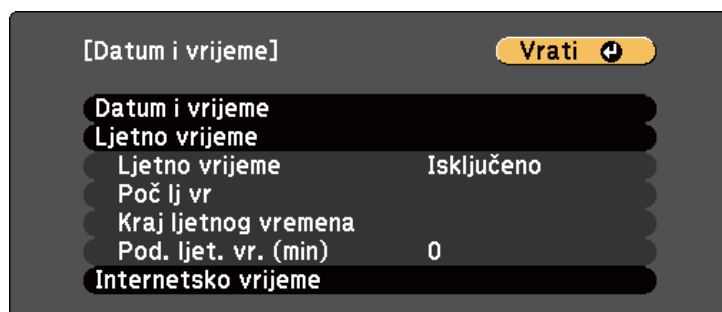 [Datum i vrijeme] Vrati
Datum i vrijeme
Ljetno vrijeme
Ljetno vrijeme Isključeno
Poč lj vr
Kraj ljetnog vremena
Pod. ljet. vr. (min) 0
Internetsko vrijeme